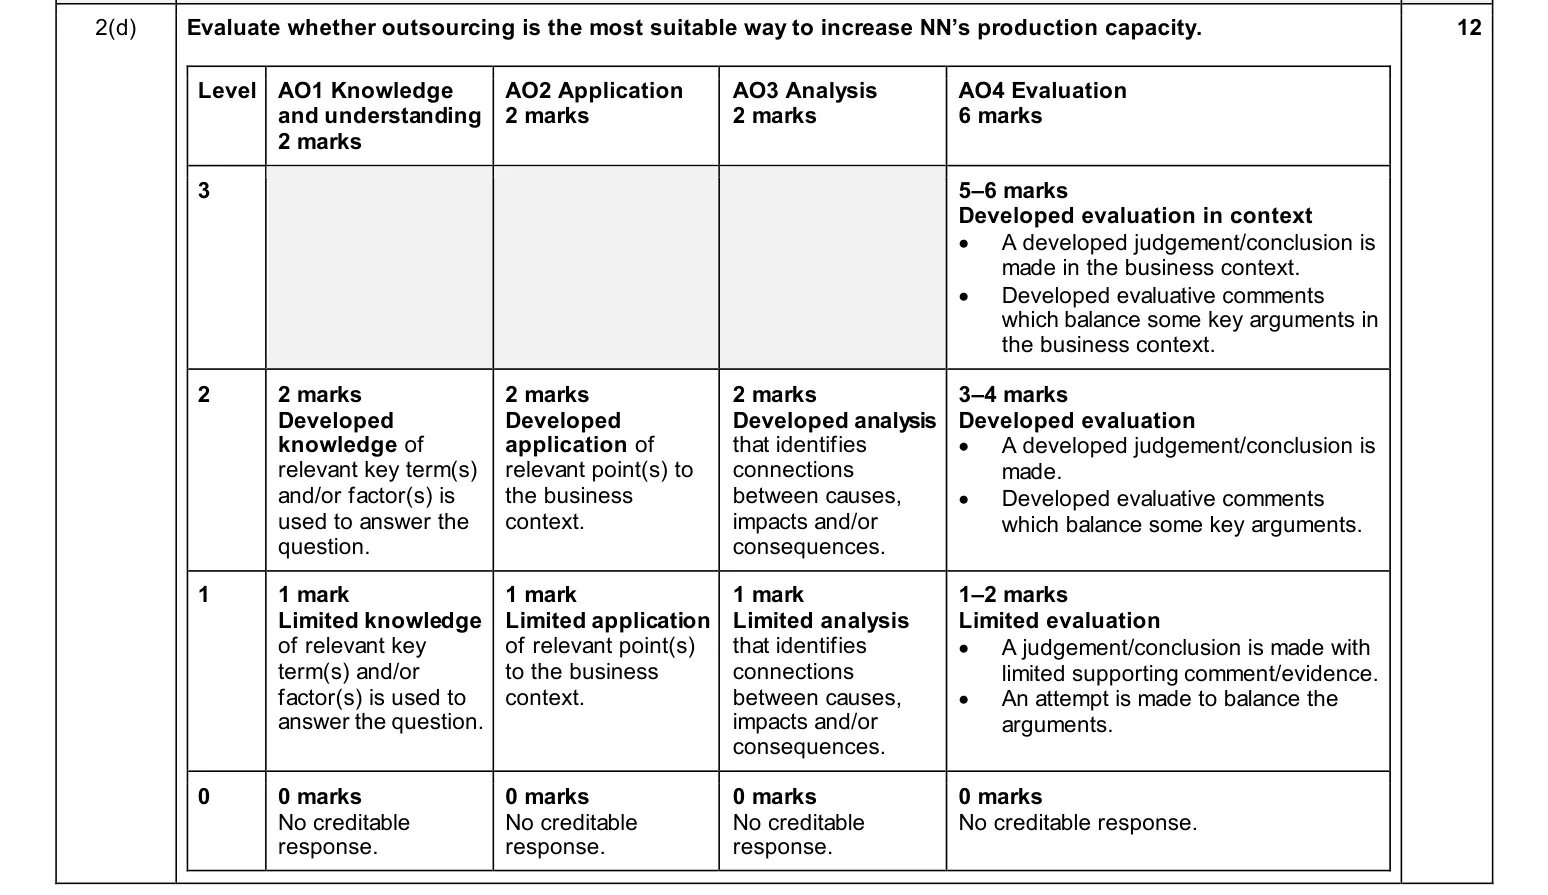 2(d) Evaluate whether outsourcing is the most suitable way to increase NN’s production capacity. 12
Level
AO1 Knowledge
and understanding
2 marks
AO2 Application
2 marks
AO3 Analysis
2 marks
AO4 Evaluation
6 marks
3
5–6 marks
Developed evaluation in context
• A developed judgement/conclusion is
made in the business context.
• Developed evaluative comments
which balance some key arguments in
the business context.
2
2 marks
Developed
knowledge of
relevant key term(s)
and/or factor(s) is
used to answer the
question.
2 marks
Developed
application of
relevant point(s) to
the business
context.
2 marks
Developed analysis
that identifies
connections
between causes,
impacts and/or
consequences.
3–4 marks
Developed evaluation
• A developed judgement/conclusion is
made.
• Developed evaluative comments
which balance some key arguments.
1
1 mark
Limited knowledge
of relevant key
term(s) and/or
factor(s) is used to
answer the question.
1 mark
Limited application
of relevant point(s)
to the business
context.
1 mark
Limited analysis
that identifies
connections
between causes,
impacts and/or
consequences.
1–2 marks
Limited evaluation
• A judgement/conclusion is made with
limited supporting comment/evidence.
• An attempt is made to balance the
arguments.
0
0 marks
No creditable
response.
0 marks
No creditable
response.
0 marks
No creditable
response.
0 marks
No creditable response.